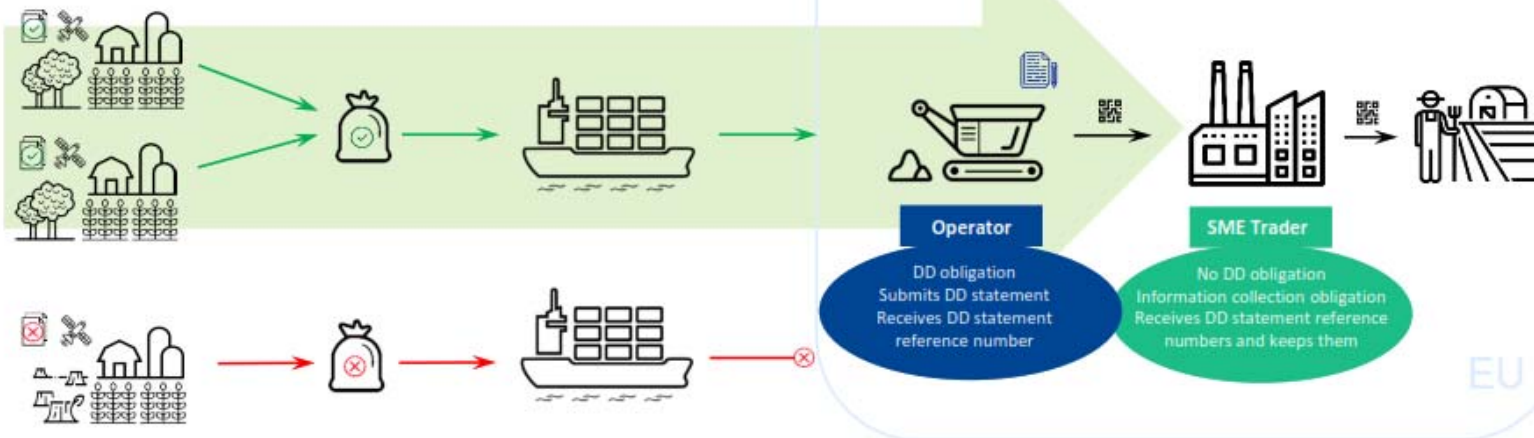 Operator
DD obligation
Submits DD statement
Receives DD statement
reference number
SME Trader
No DD obligation
Information collection obligation
Receives DD statement reference
numbers and keeps them
EU